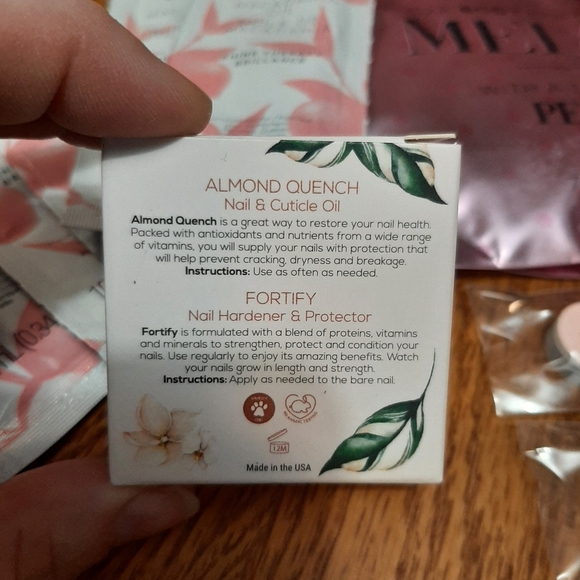 ALMOND QUENCH
Nail & Cuticle Oil
Almond Quench is a great way to restore your nail health.
Packed with antioxidants and nutrients from a wide range
of vitamins, you will supply your nails with protection that
will help prevent cracking, dryness and breakage.
Instructions: Use as often as needed.
FORTIFY
Nail Hardener & Protector
Fortify is formulated with a blend of proteins, vitamins
and minerals to strengthen, protect and condition your
nails. Use regularly to enjoy its amazing benefits. Watch
your nails grow in length and strength.
Instructions: Apply as needed to the bare nail.
12M
Made in the USA